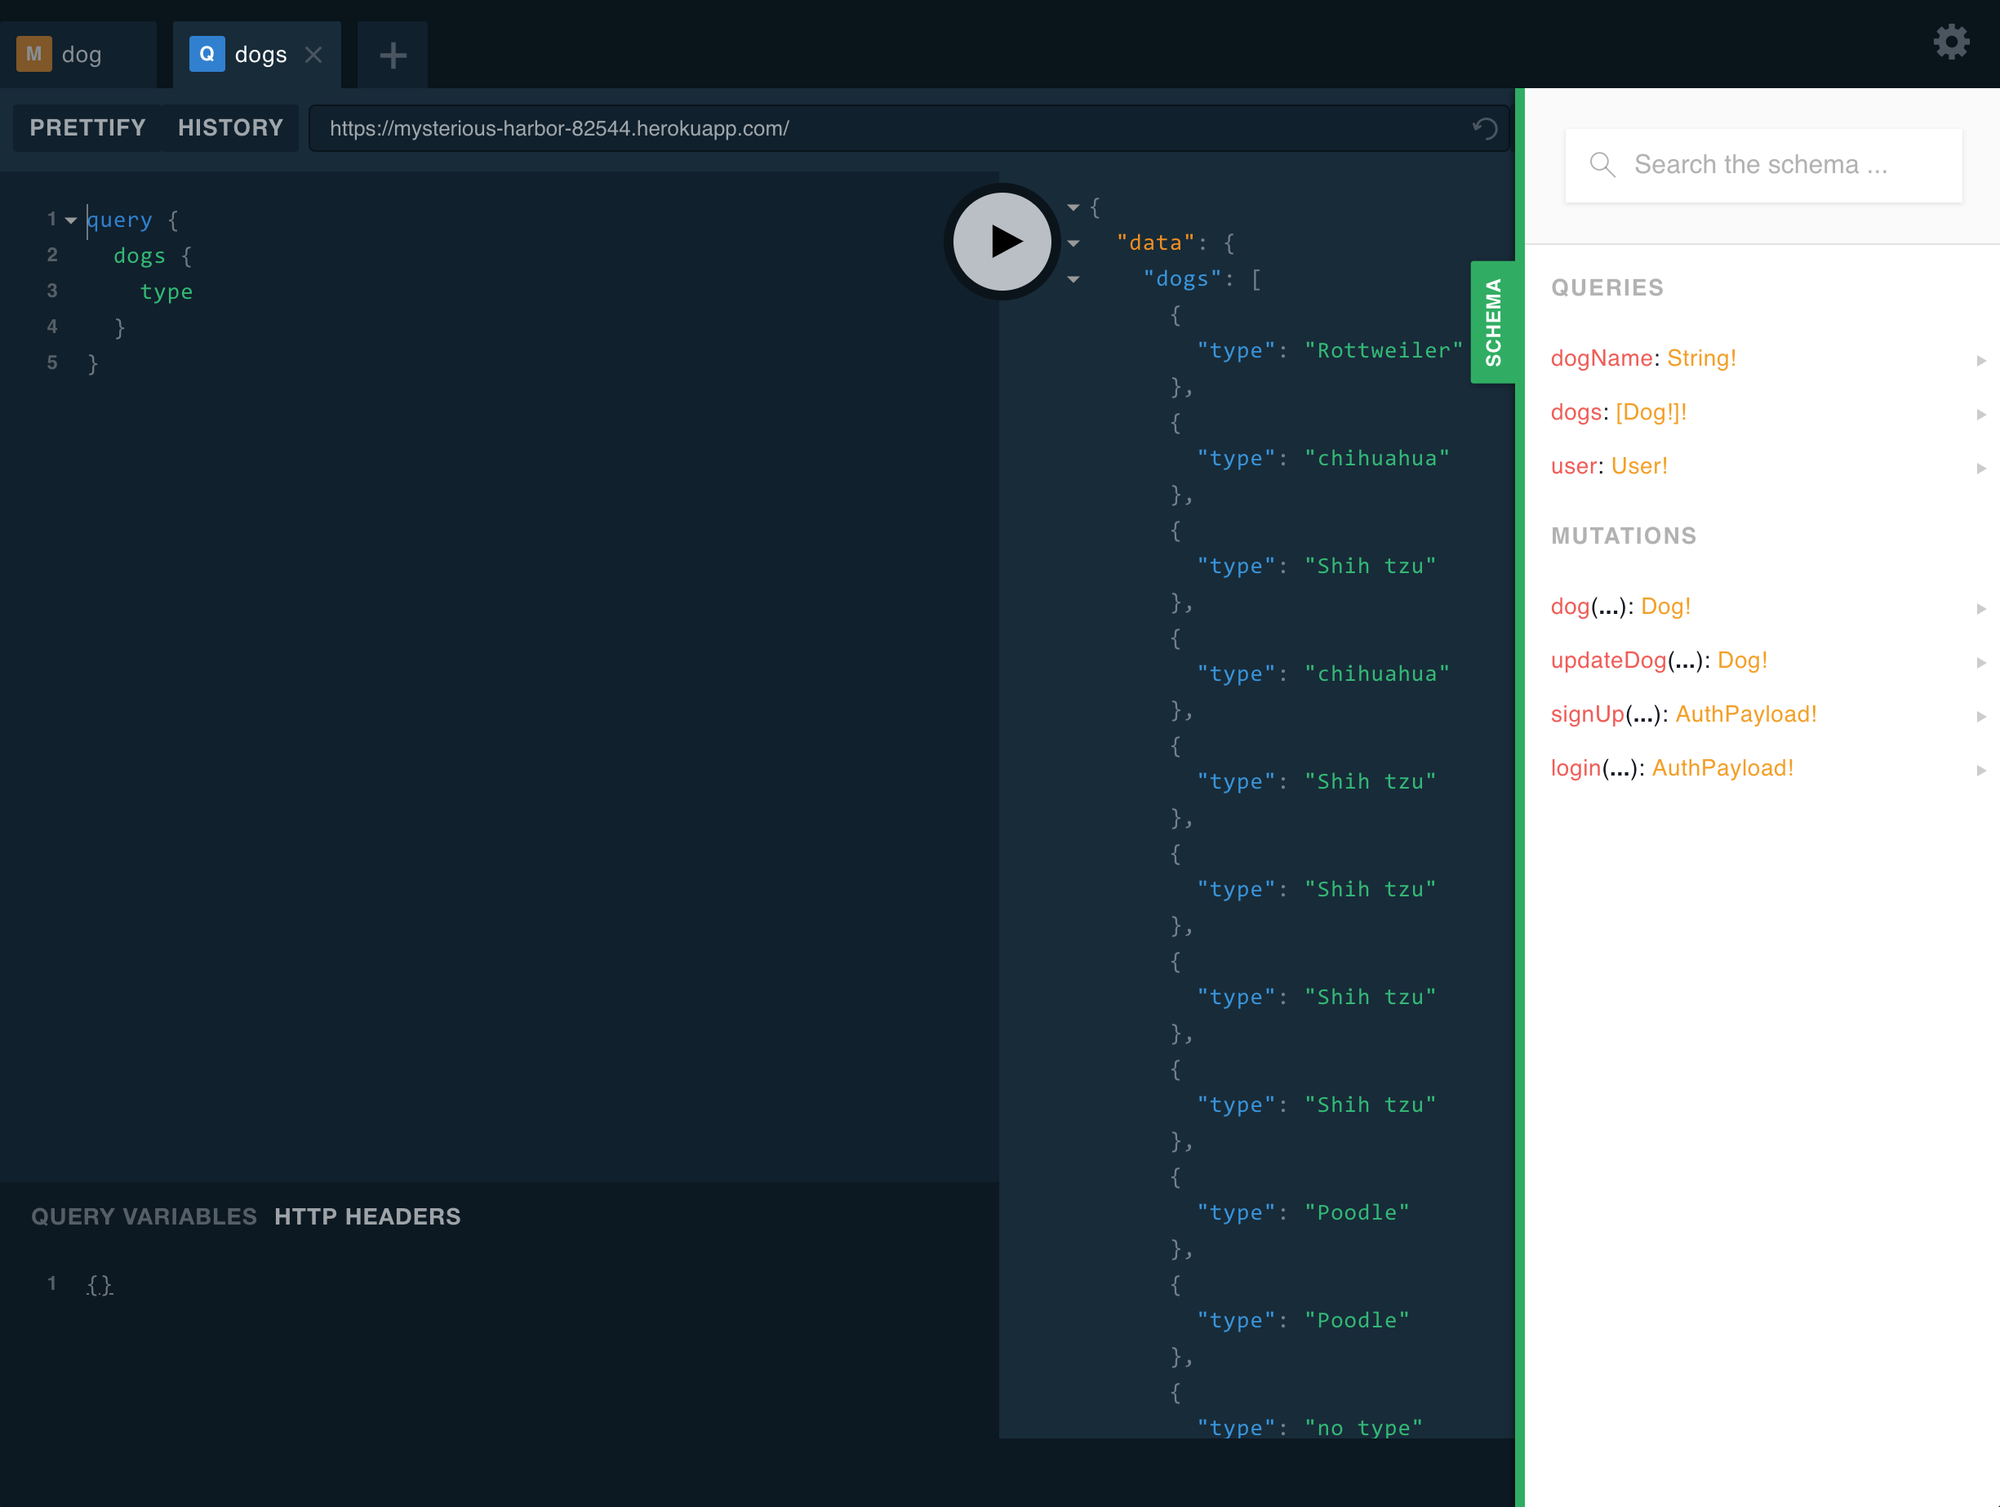 M dog
Q dogs
PRETTIFY HISTORY https://mysterious-harbor-82544.herokuapp.com/
1 query {
2 dogs {
3 type
4 }
5 }
QUERY VARIABLES HTTP HEADERS
1 {}
{
"data": {
"dogs": [
{
"type": "Rottweiler"
},
{
"type": "chihuahua"
},
{
"type": "Shih tzu"
},
{
"type": "chihuahua"
},
{
"type": "Shih tzu"
},
{
"type": "Shih tzu"
},
{
"type": "Shih tzu"
},
{
"type": "Shih tzu"
},
{
"type": "Poodle"
},
{
"type": "Poodle"
},
{
"type": "no type"
SCHEMA
Search the schema ...
QUERIES
dogName: String!
dogs: [Dog!]!
user: User!
MUTATIONS
dog(...): Dog!
updateDog(...): Dog!
signUp(...): AuthPayload!
login(...): AuthPayload!